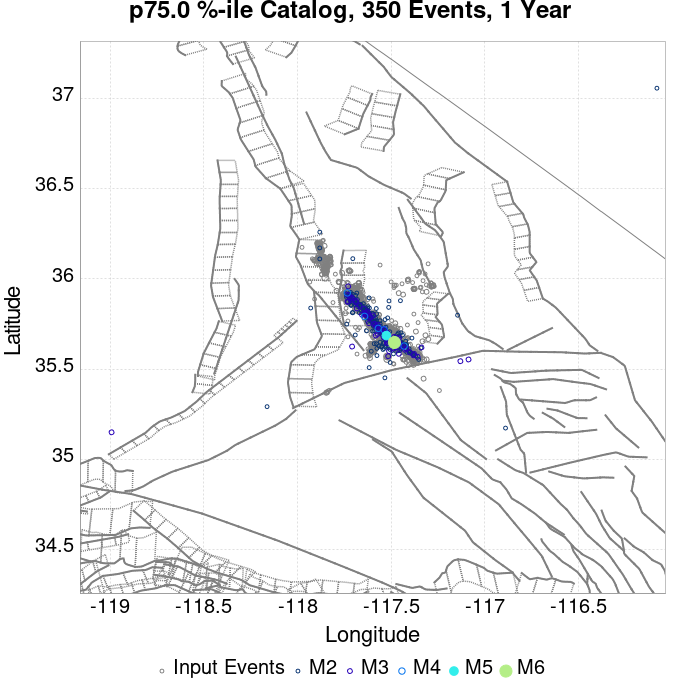 p75.0 %-ile Catalog, 350 Events, 1 Year
37
36.5
36
35.5
35
34.5
Latitude
-119
-118.5
-118
-117.5
-117
-116.5
Longitude
Input Events
M2
M3
M4
M5
M6